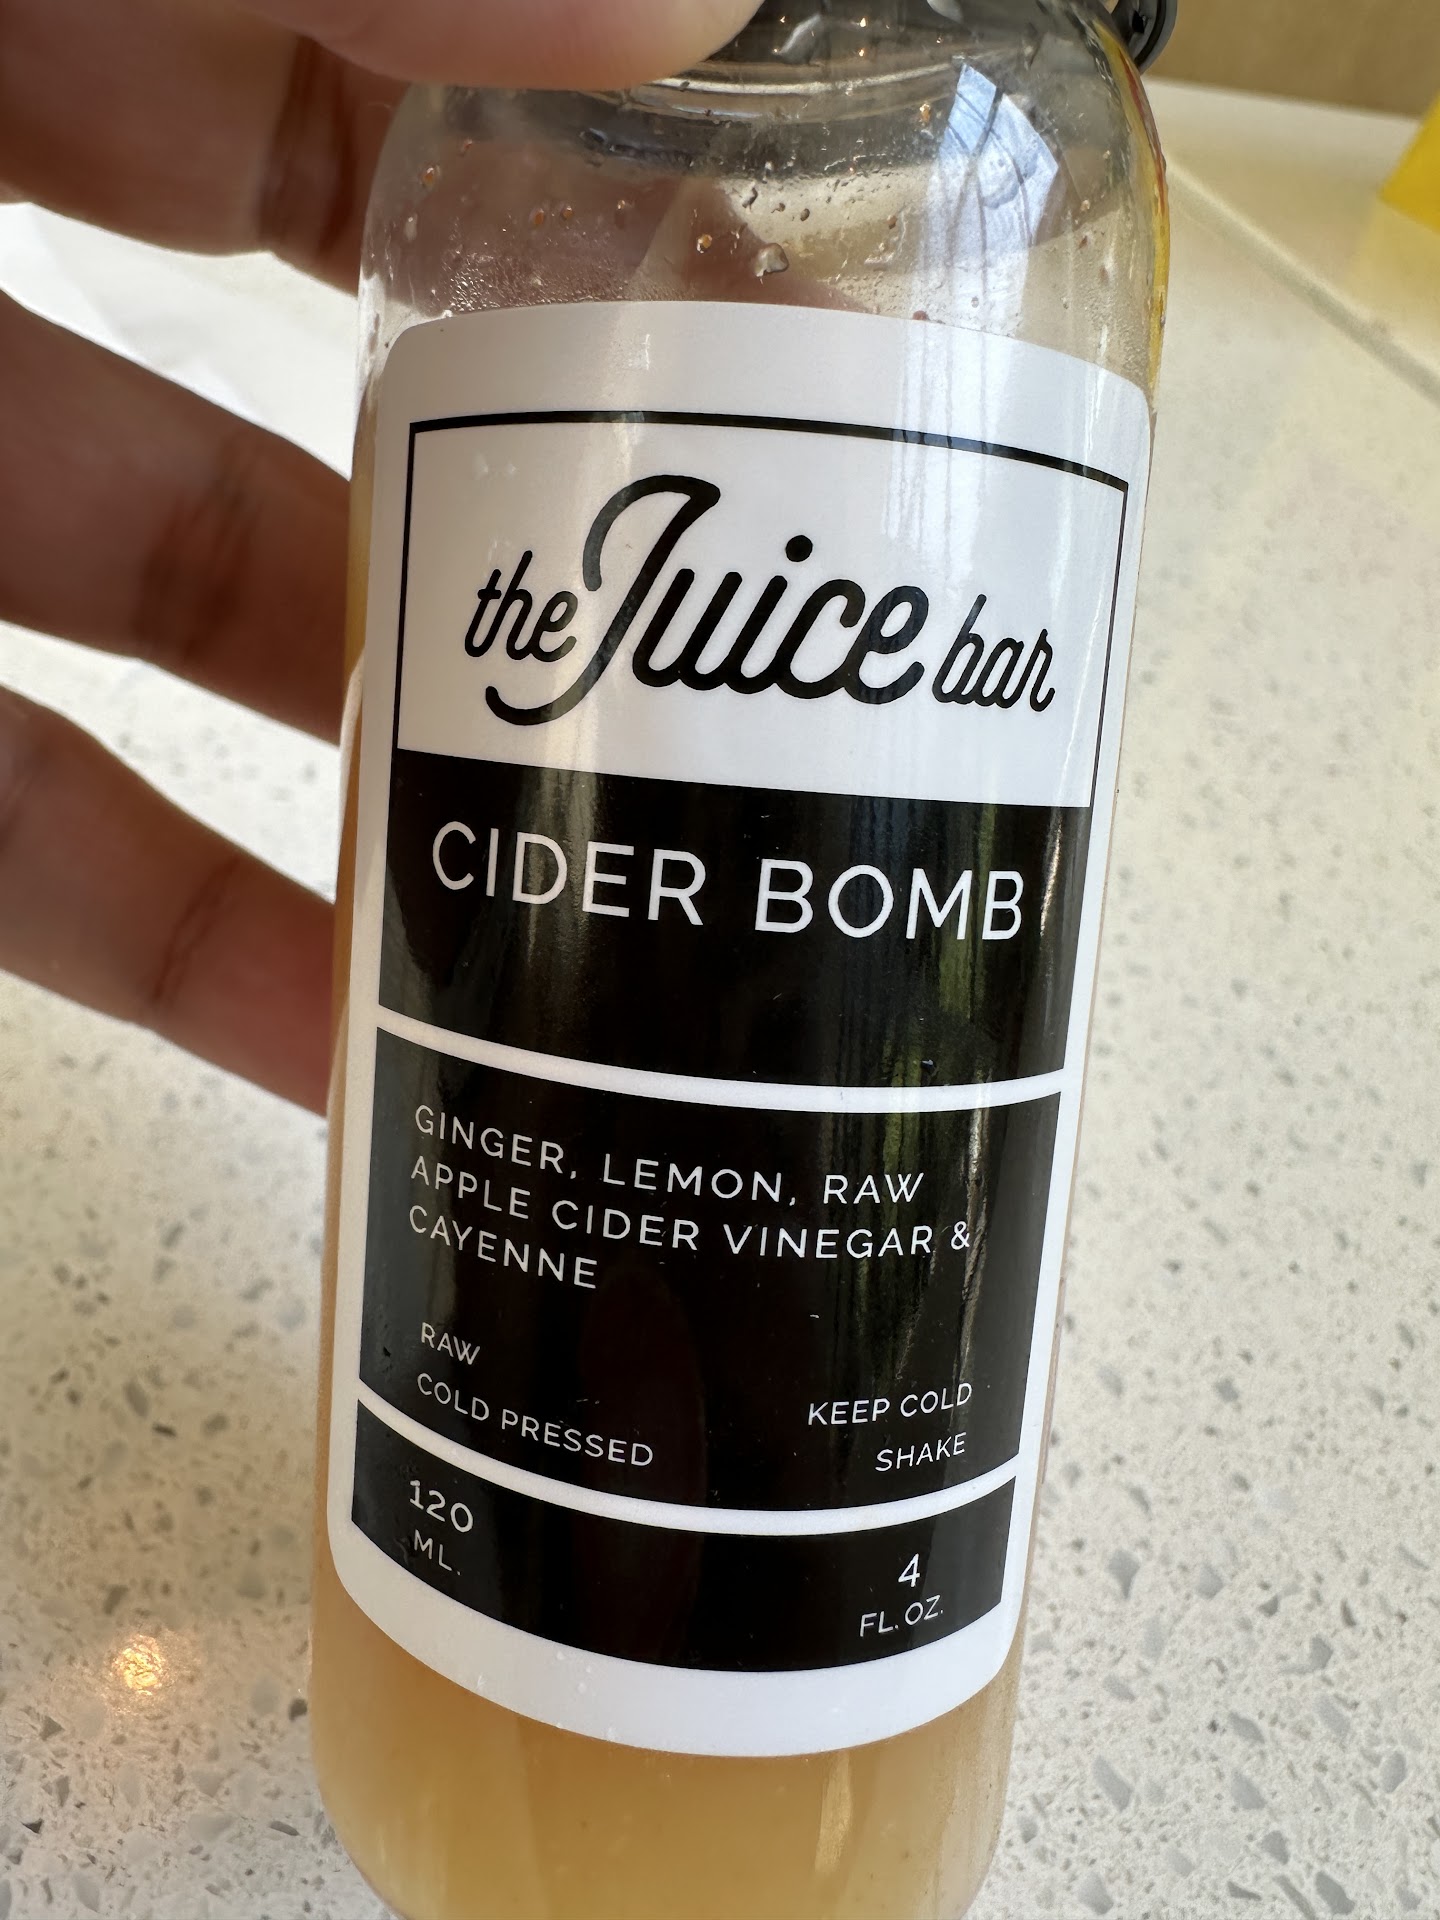 the Juice bar
CIDER BOMB
GINGER, LEMON, RAW
APPLE CIDER VINEGAR &
CAYENNE
RAW
COLD PRESSED
KEEP COLD
SHAKE
120
ML.
4
FL. OZ.